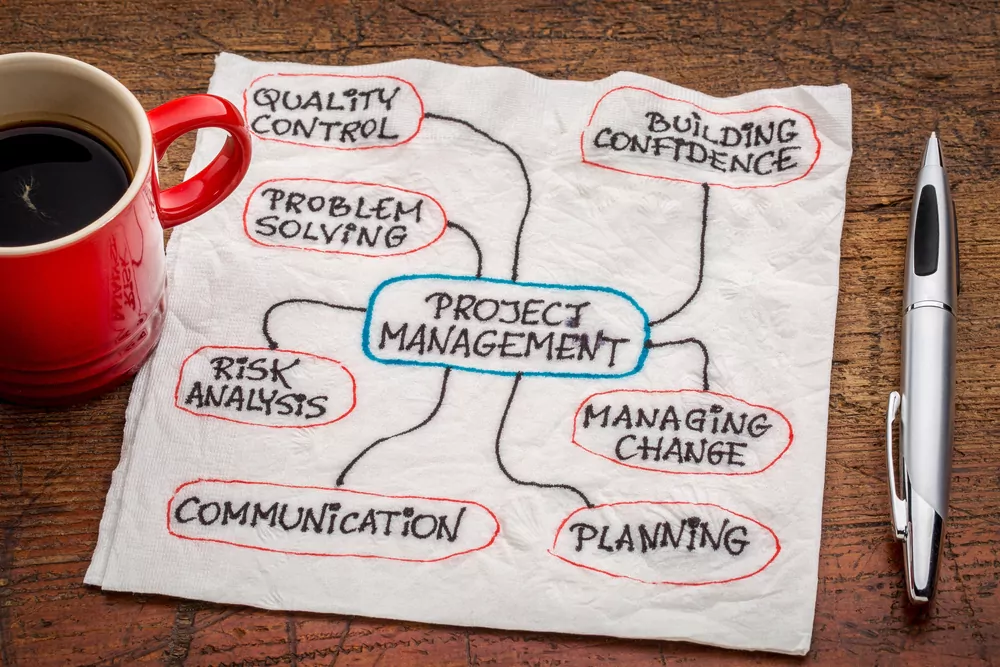 QUALITY
CONTROL
BUILDING
CONFIDENCE
PROBLEM
SOLVING
PROJECT
MANAGEMENT
RISK
ANALYSIS
MANAGING
CHANGE
COMMUNICATION
PLANNING